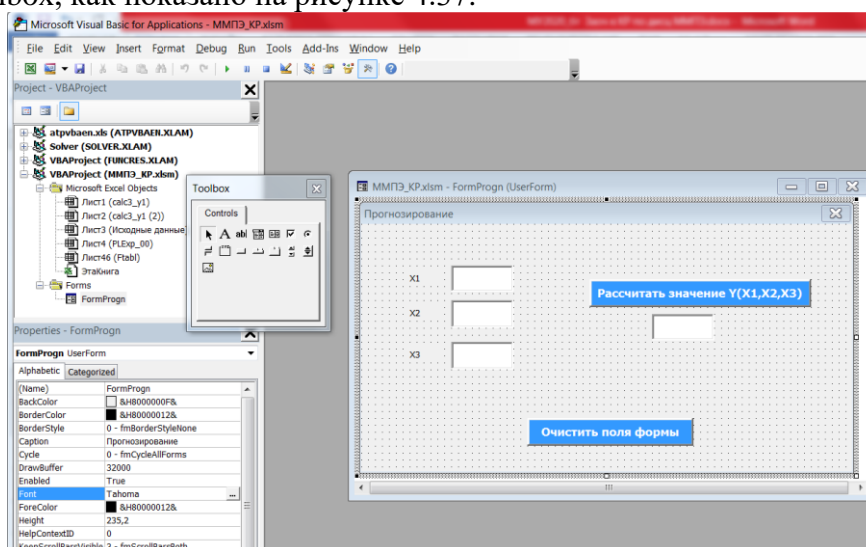 box, как показано на рисунке 4.37.
Microsoft Visual Basic for Applications - ММПЭ_КР.xlsm
File Edit View Insert Format Debug Run Tools Add-Ins Window Help
Project - VBAProject
atpvbaen.xls (ATPVBAEN.XLAM)
Solver (SOLVER.XLAM)
VBAProject (FUNCRES.XLAM)
VBAProject (ММПЭ_КР.xlsm)
Microsoft Excel Objects
Лист1 (calc3_y1)
Лист2 (calc3_y1 (2))
Лист3 (Исходные данные
Лист4 (PLExp_00)
Лист46 (Ftabl)
ЭтаКнига
Forms
FormProgn
Toolbox
Controls
A abl
ММПЭ_КР.xlsm - FormProgn (UserForm)
Прогнозирование
X1
X2
X3
Рассчитать значение Y(X1,X2,X3)
Очистить поля формы
Properties - FormProgn
FormProgn UserForm
Alphabetic Categorized
(Name) FormProgn
BackColor &H8000000F&
BorderColor &H80000012&
BorderStyle 0 - fmBorderStyleNone
Caption Прогнозирование
Cycle 0 - fmCycleAllForms
DrawBuffer 32000
Enabled True
Font Tahoma ...
ForeColor &H80000012&
Height 235,2
HelpContextID 0
KeepScrollBarsVisible 3 - fmScrollBarsBoth